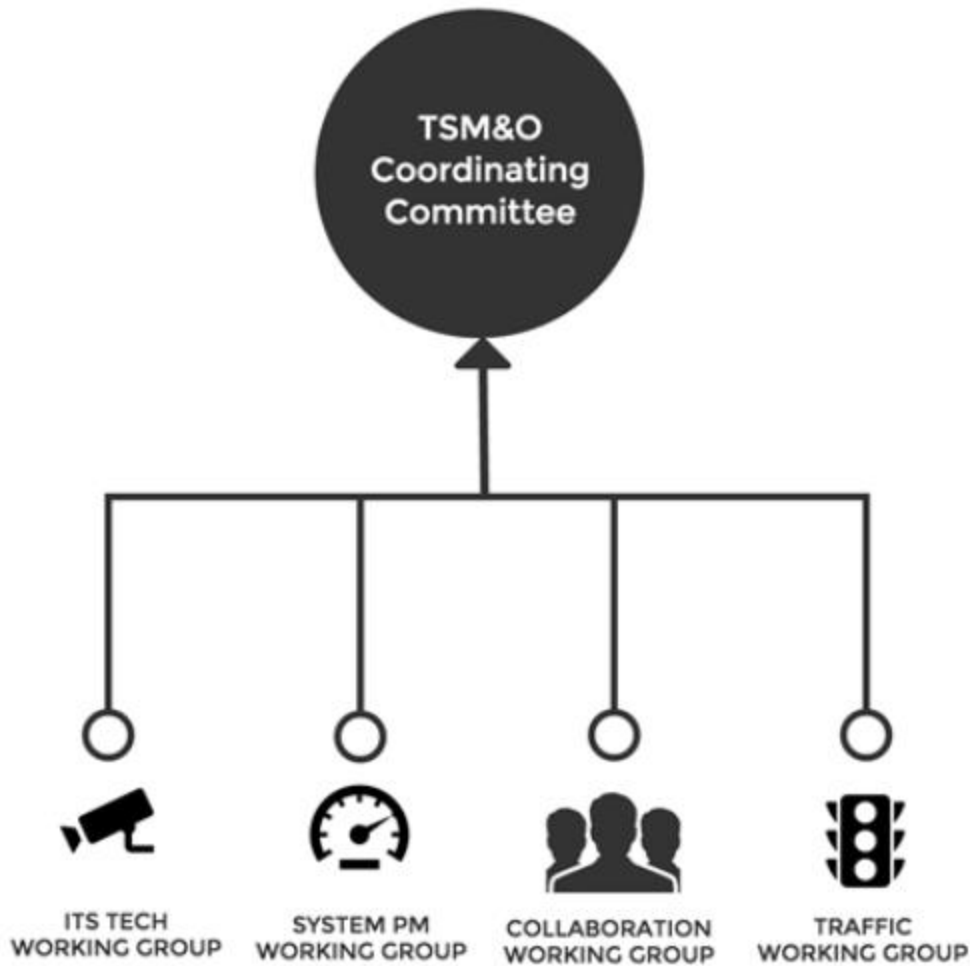 TSM&O
Coordinating
Committee
ITS TECH
WORKING GROUP
SYSTEM PM
WORKING GROUP
COLLABORATION
WORKING GROUP
TRAFFIC
WORKING GROUP